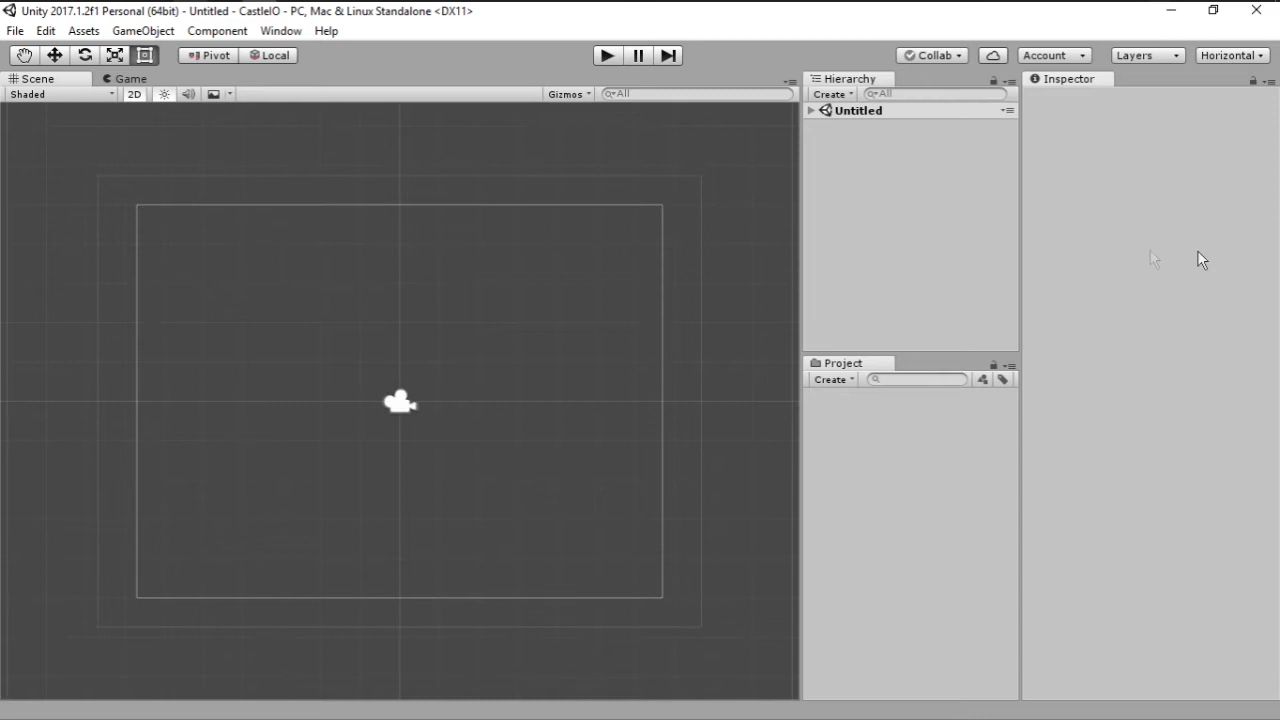 Unity 2017.1.2f1 Personal (64bit) - Untitled - CastleIO - PC, Mac & Linux Standalone <DX11>
File Edit Assets GameObject Component Window Help
Pivot Local Collab Account Layers Horizontal
Scene Game Hierarchy Inspector
Shaded 2D Gizmos All Create All
Untitled
Project
Create